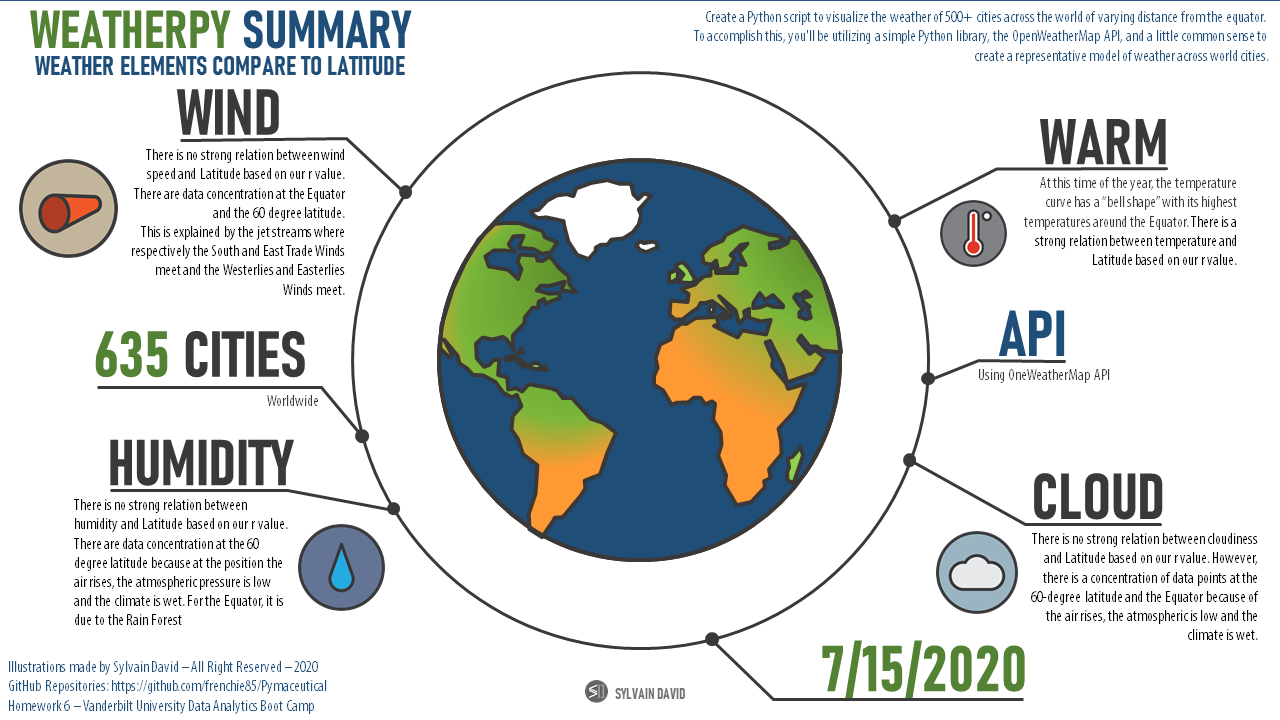 WEATHERPY SUMMARY
WEATHER ELEMENTS COMPARE TO LATITUDE
Create a Python script to visualize the weather of 500+ cities across the world of varying distance from the equator.
To accomplish this, you'll be utilizing a simple Python library, the OpenWeatherMap API, and a little common sense to
create a representative model of weather across world cities.
WIND
There is no strong relation between wind
speed and Latitude based on our r value.
There are data concentration at the Equator
and the 60 degree latitude.
This is explained by the jet streams where
respectively the South and East Trade Winds
meet and the Westerlies and Easterlies
Winds meet.
635 CITIES
Worldwide
HUMIDITY
There is no strong relation between
humidity and Latitude based on our r value.
There are data concentration at the 60
degree latitude because at the position the
air rises, the atmospheric pressure is low
and the climate is wet. For the Equator, it is
due to the Rain Forest
WARM
At this time of the year, the temperature
curve has a “bell shape” with its highest
temperatures around the Equator. There is a
strong relation between temperature and
Latitude based on our r value.
API
Using OneWeatherMap API
CLOUD
There is no strong relation between cloudiness
and Latitude based on our r value. However,
there is a concentration of data points at the
60-degree latitude and the Equator because of
the air rises, the atmospheric is low and the
climate is wet.
7/15/2020
Illustrations made by Sylvain David – All Right Reserved – 2020
GitHub Repositories: https://github.com/frenchie85/Pymaceutical
Homework 6 – Vanderbilt University Data Analytics Boot Camp
SYLVAIN DAVID